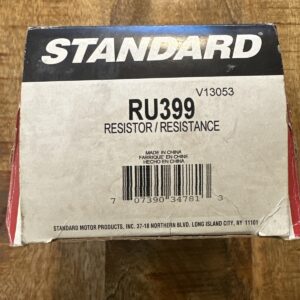 STANDARD
V13053
RU399
RESISTOR / RESISTANCE
MADE IN CHINA
FABRIQUÉ EN CHINE
HECHO EN CHINA
7 07390 34781 3
STANDARD MOTOR PRODUCTS, INC. 37-18 NORTHERN BLVD. LONG ISLAND CITY, NY 11101